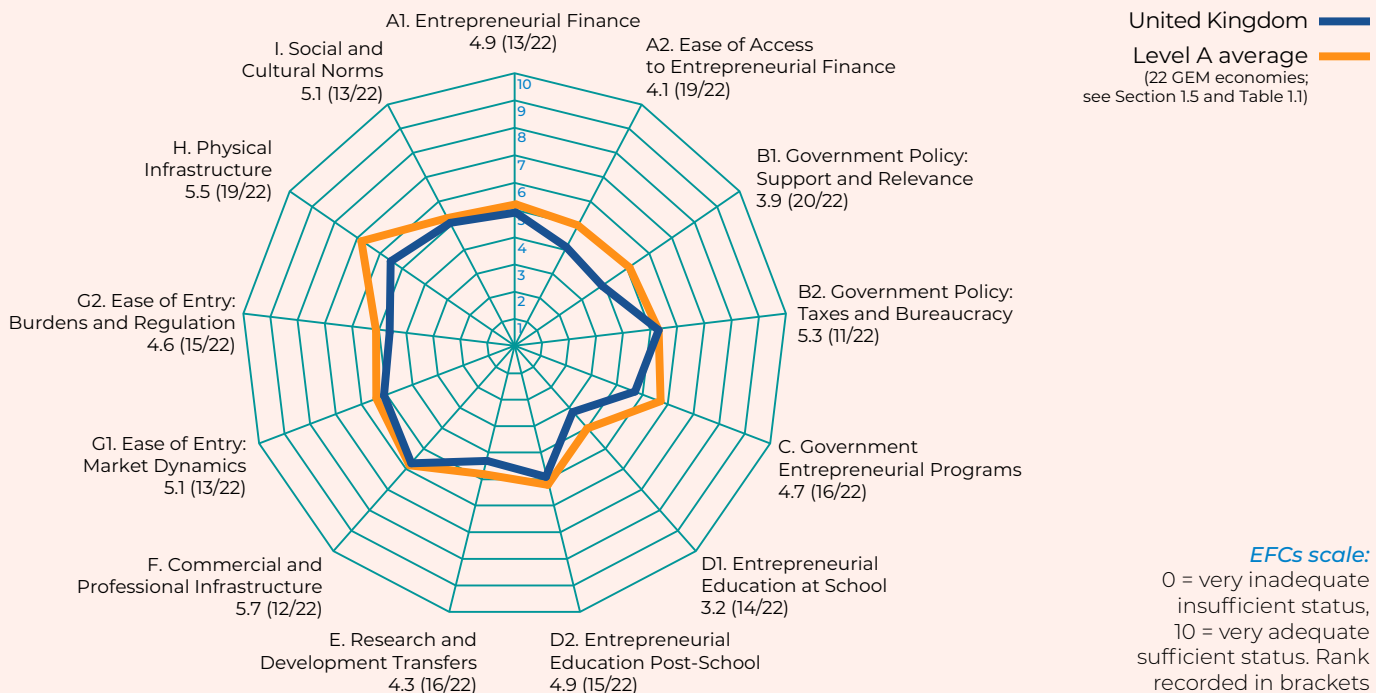 A1. Entrepreneurial Finance
4.9 (13/22)
A2. Ease of Access
to Entrepreneurial Finance
4.1 (19/22)
B1. Government Policy:
Support and Relevance
3.9 (20/22)
B2. Government Policy:
Taxes and Bureaucracy
5.3 (11/22)
C. Government
Entrepreneurial Programs
4.7 (16/22)
D1. Entrepreneurial
Education at School
3.2 (14/22)
D2. Entrepreneurial
Education Post-School
4.9 (15/22)
E. Research and
Development Transfers
4.3 (16/22)
F. Commercial and
Professional Infrastructure
5.7 (12/22)
G1. Ease of Entry:
Market Dynamics
5.1 (13/22)
G2. Ease of Entry:
Burdens and Regulation
4.6 (15/22)
H. Physical
Infrastructure
5.5 (19/22)
I. Social and
Cultural Norms
5.1 (13/22)
10
9
8
7
6
5
4
3
2
1
United Kingdom
Level A average
(22 GEM economies;
see Section 1.5 and Table 1.1)
EFCs scale:
0 = very inadequate
insufficient status,
10 = very adequate
sufficient status. Rank
recorded in brackets